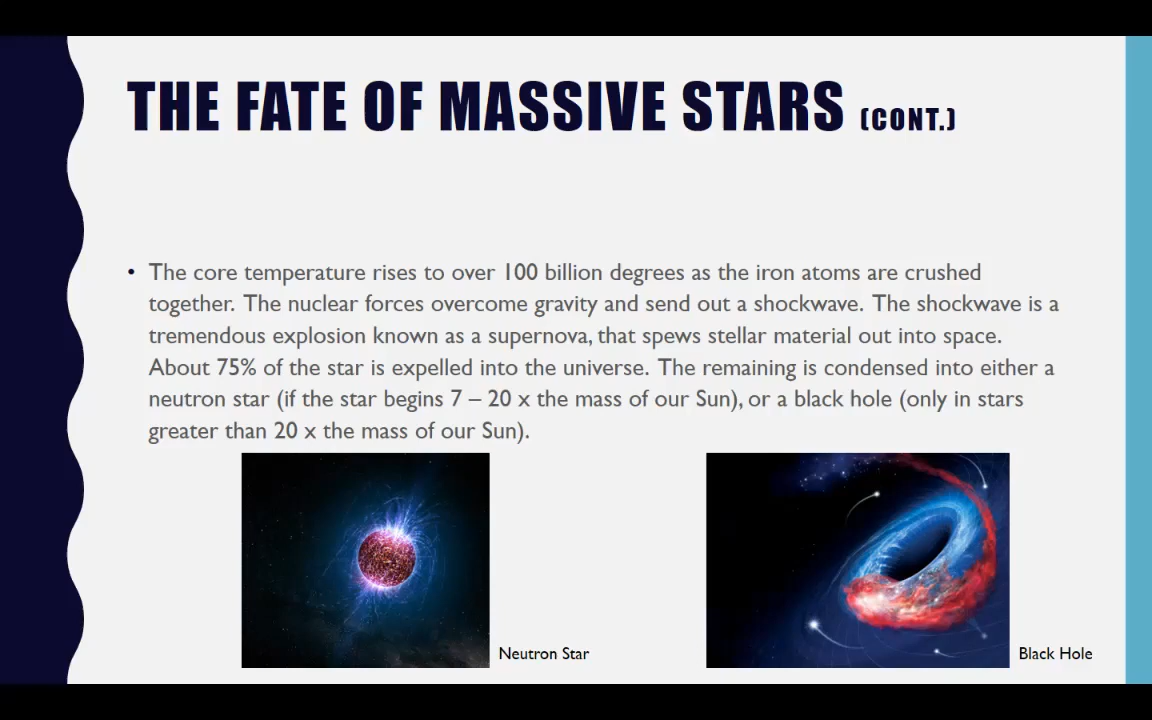 THE FATE OF MASSIVE STARS (CONT.)
• The core temperature rises to over 100 billion degrees as the iron atoms are crushed
together. The nuclear forces overcome gravity and send out a shockwave. The shockwave is a
tremendous explosion known as a supernova, that spews stellar material out into space.
About 75% of the star is expelled into the universe. The remaining is condensed into either a
neutron star (if the star begins 7 – 20 x the mass of our Sun), or a black hole (only in stars
greater than 20 x the mass of our Sun).
Neutron Star
Black Hole